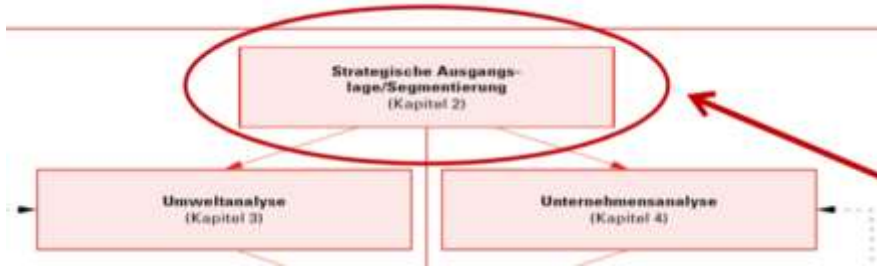 Strategische Ausgangs-
lage/Segmentierung
(Kapitel 2)
Umweltanalyse
(Kapitel 3)
Unternehmensanalyse
(Kapitel 4)